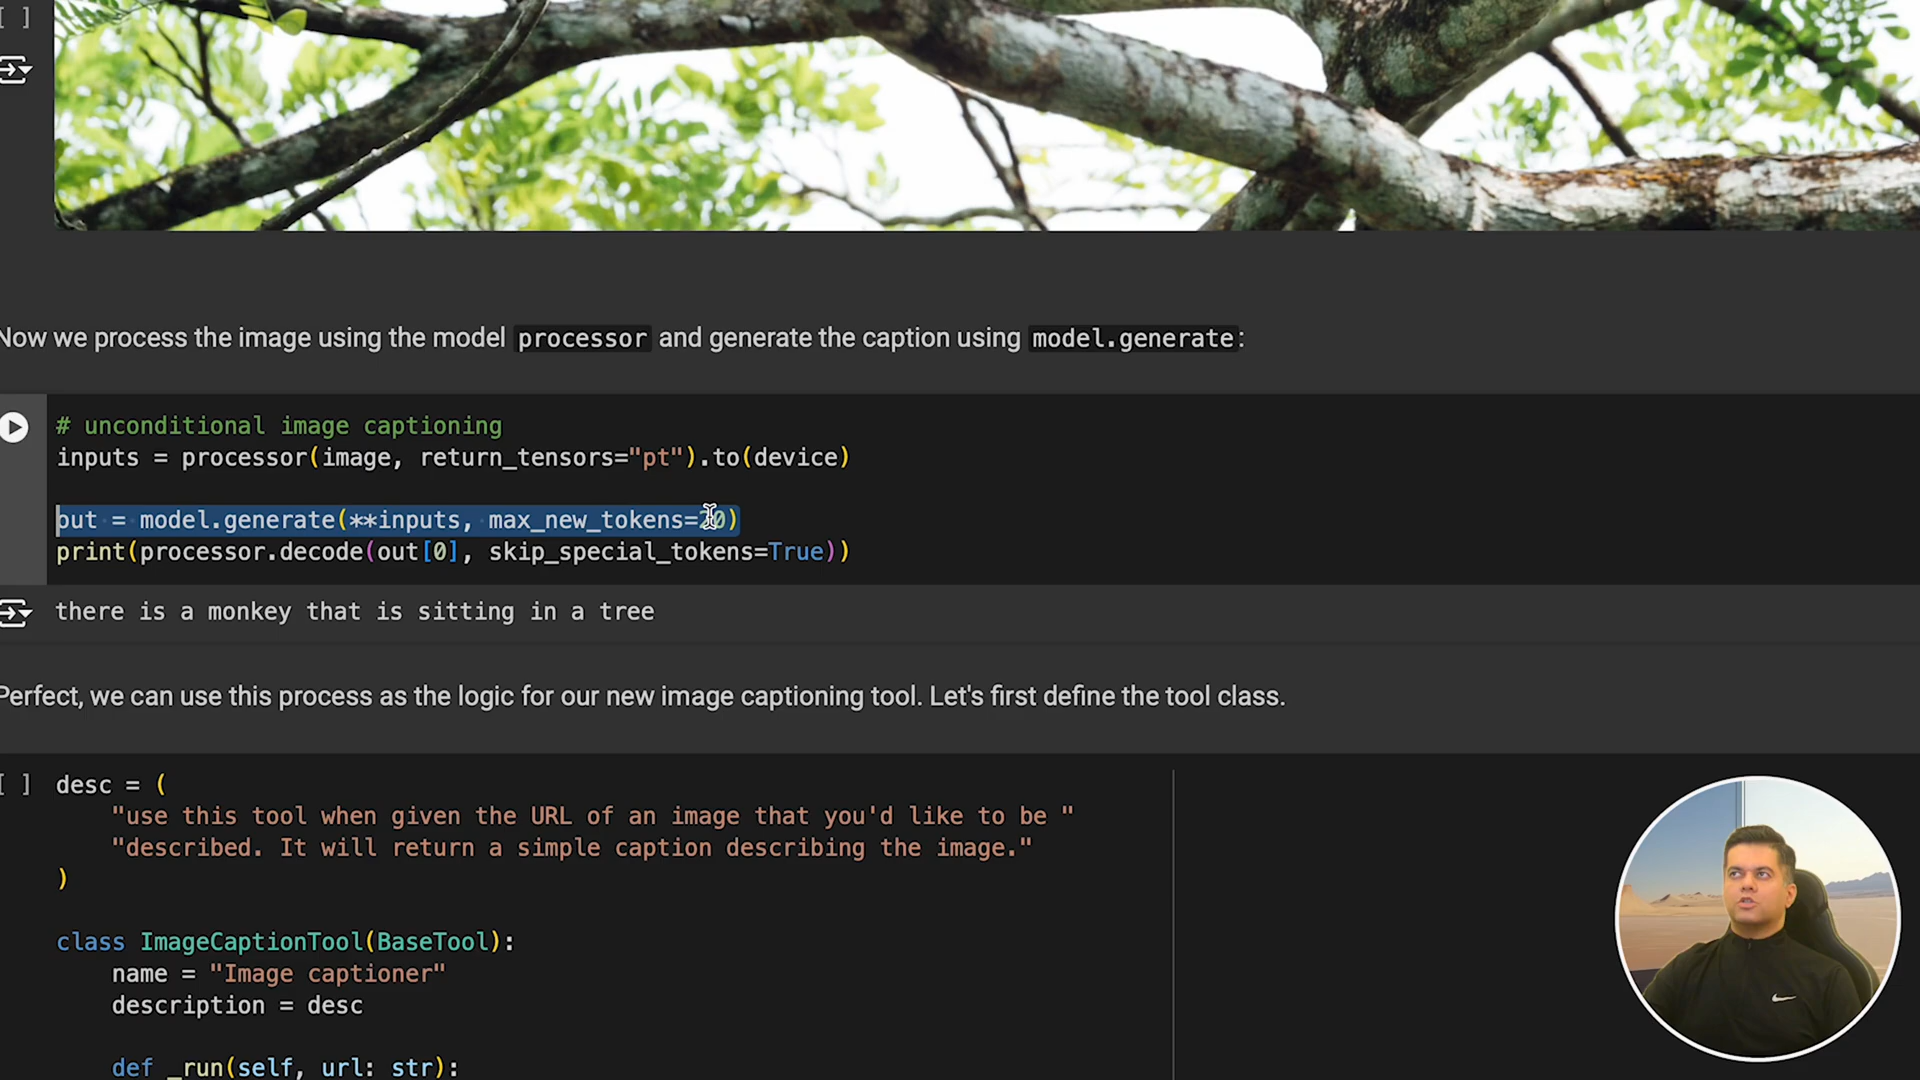 [ ]
Now we process the image using the model processor and generate the caption using model.generate:
# unconditional image captioning
inputs = processor(image, return_tensors="pt").to(device)
out = model.generate(**inputs, max_new_tokens=20)
print(processor.decode(out[0], skip_special_tokens=True))
there is a monkey that is sitting in a tree
Perfect, we can use this process as the logic for our new image captioning tool. Let's first define the tool class.
[ ] desc = (
"use this tool when given the URL of an image that you'd like to be "
"described. It will return a simple caption describing the image."
)
class ImageCaptionTool(BaseTool):
name = "Image captioner"
description = desc
def _run(self, url: str):